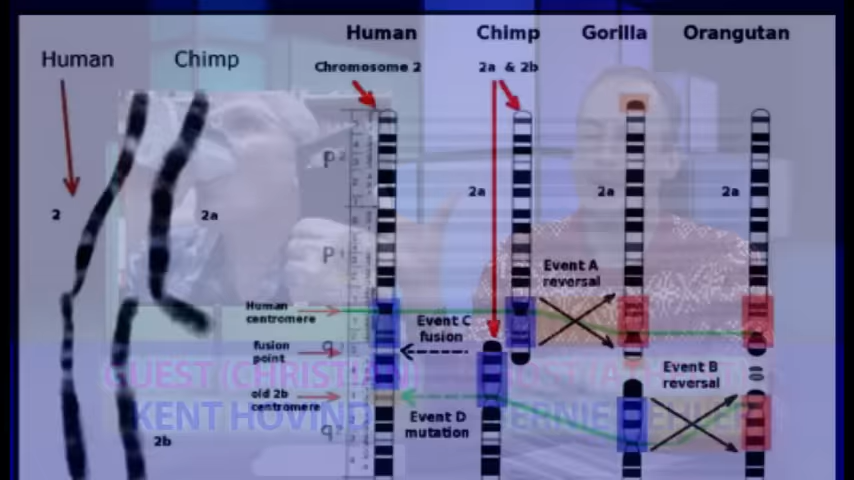 Human Chimp Gorilla Orangutan
Human Chimp
Chromosome 2 2a & 2b
p2
2 2a 2a 2a 2a
p1
Event A
reversal
Human
centromere
Event C
fusion
fusion
point
Event B
reversal
GUEST (CHRISTIAN)
old 2b
centromere
KENT HOVIND
Event D
mutation
2b